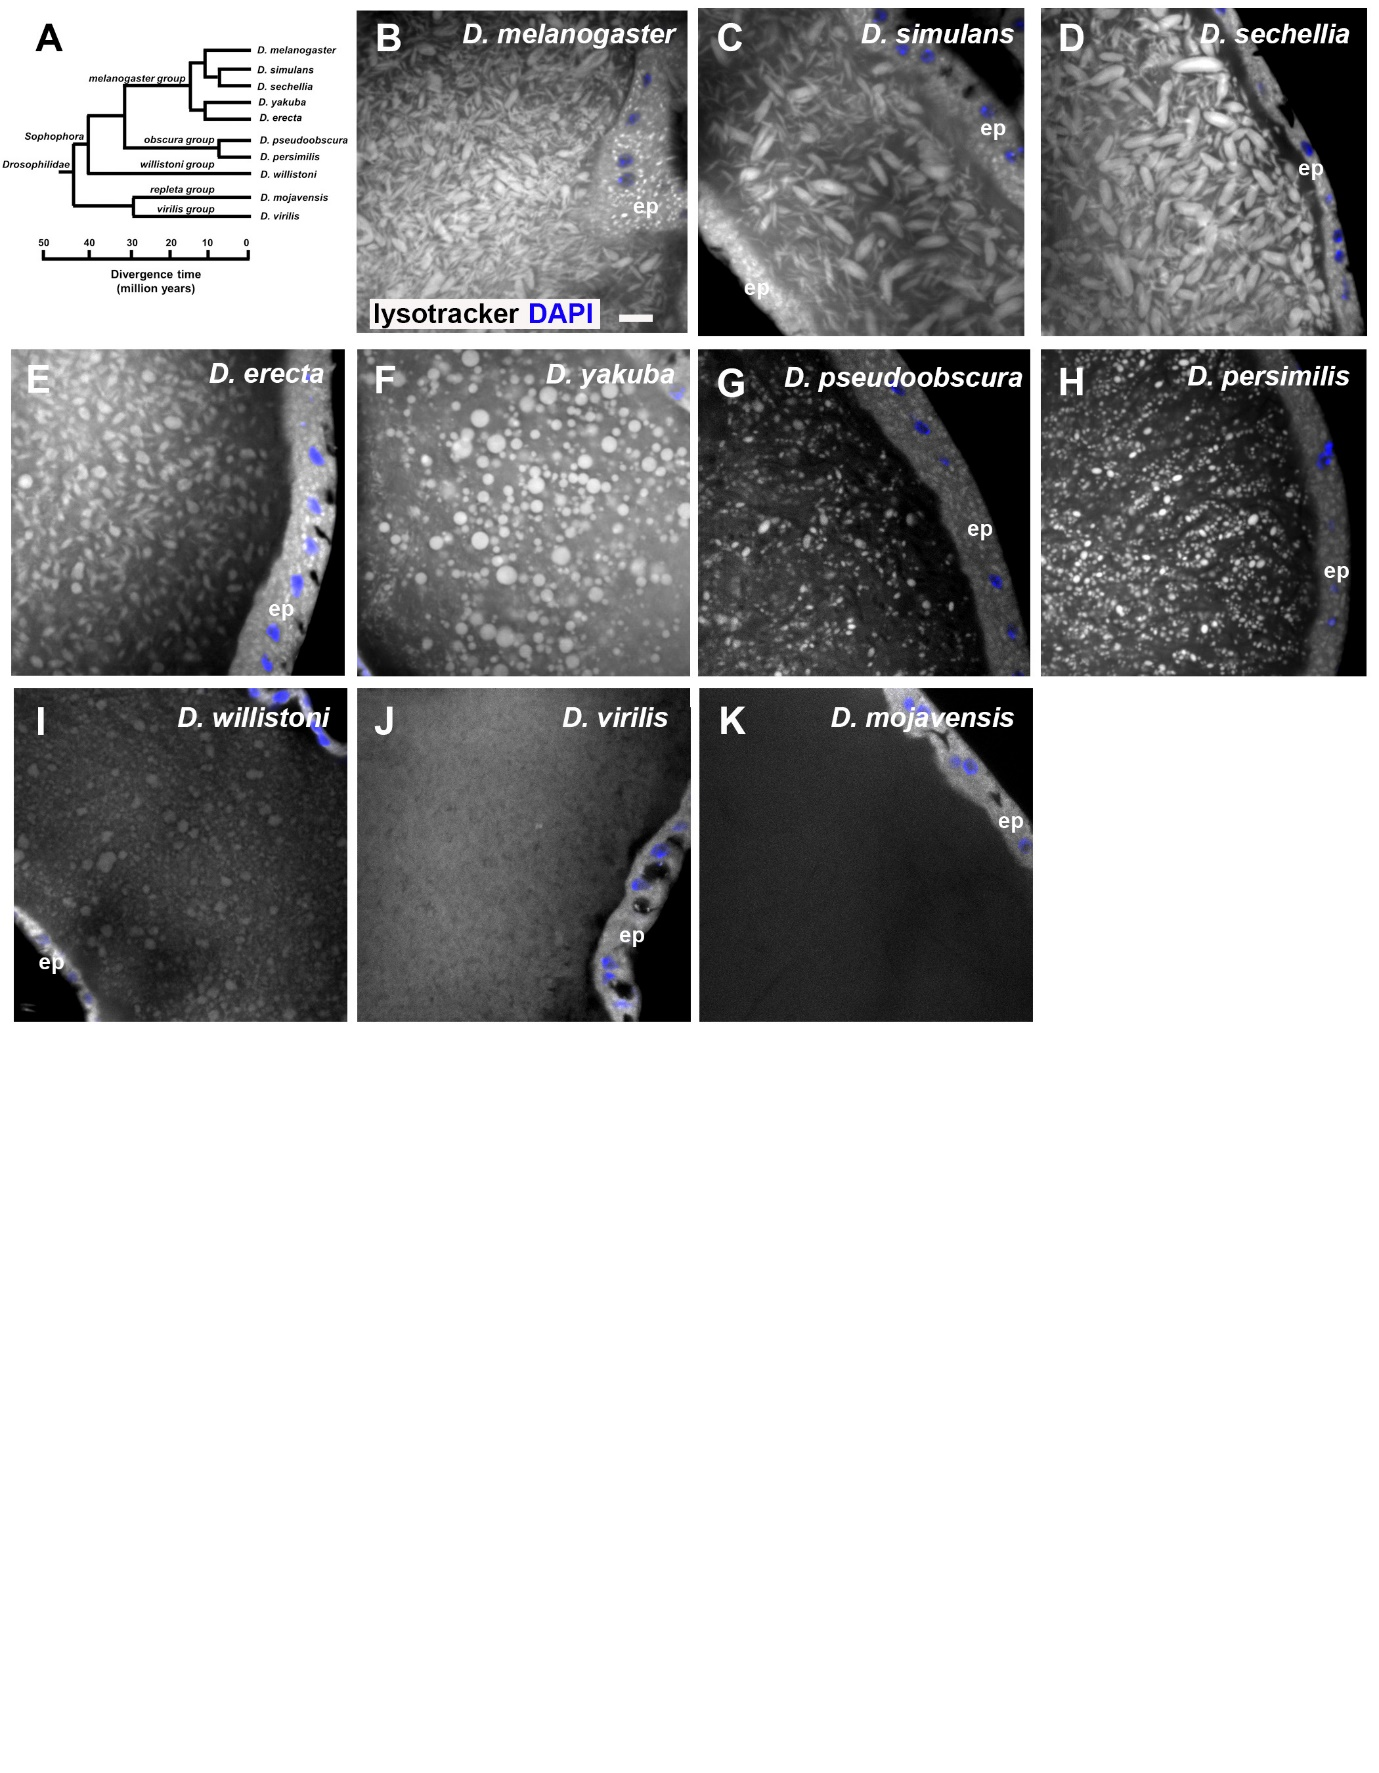 A
D. melanogaster
D. simulans
melanogaster group
D. sechellia
D. yakuba
D. erecta
Sophophora
obscura group
D. pseudoobscura
Drosophilidae
D. persimilis
willistoni group
D. willistoni
repleta group
D. mojavensis
virilis group
D. virilis
50 40 30 20 10 0
Divergence time
(million years)
B D. melanogaster
ep
lysotracker DAPI
C D. simulans
ep
ep
D D. sechellia
ep
E D. erecta
ep
F D. yakuba
G D. pseudoobscura
ep
H D. persimilis
ep
I D. willistoni
ep
J D. virilis
ep
K D. mojavensis
ep